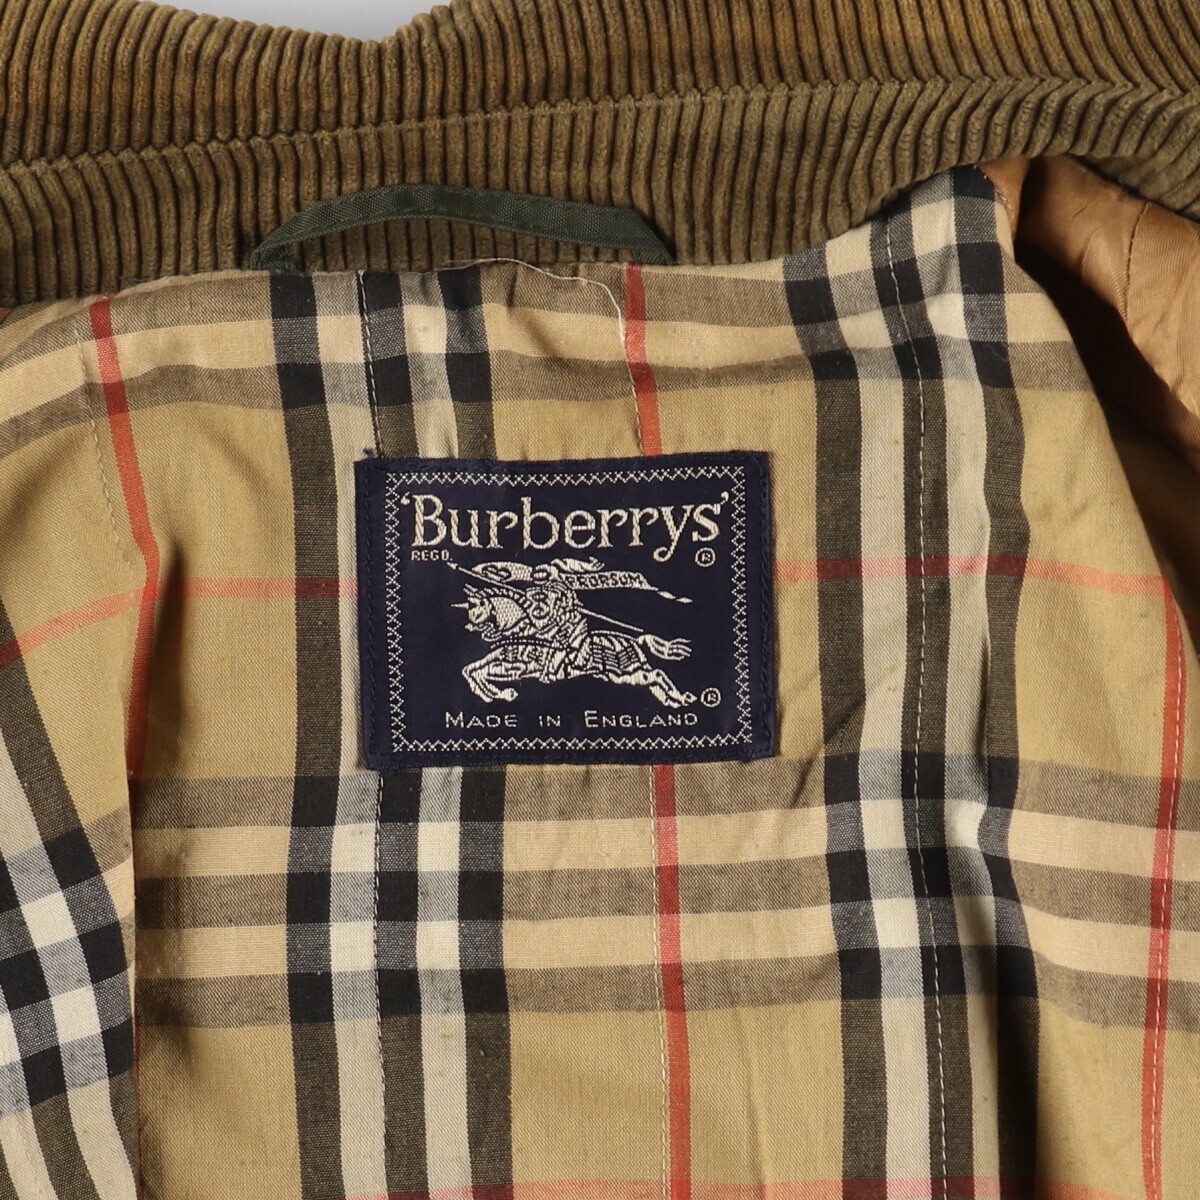 'Burberrys'
REGD. ®
PRORSUM
®
MADE IN ENGLAND